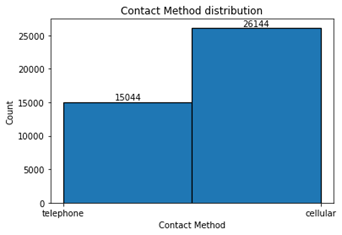 Contact Method distribution
26144
25000
20000
15044
15000
10000
5000
0
Count
telephone
cellular
Contact Method